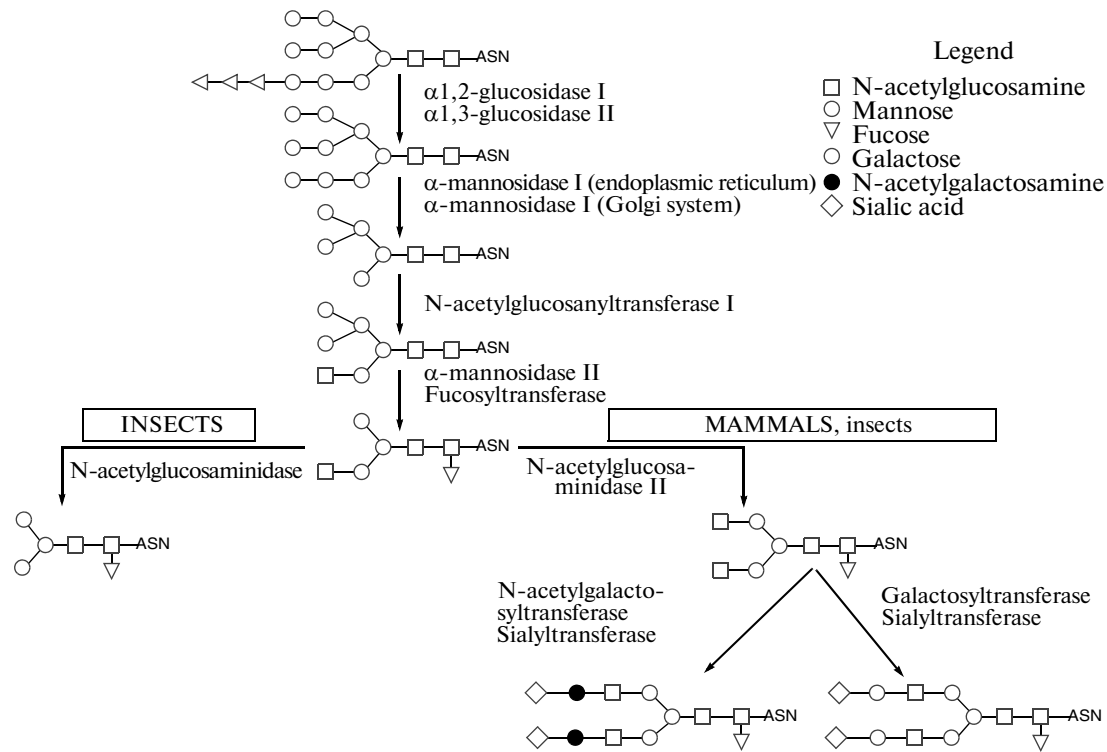 ASN
Legend
N-acetylglucosamine
Mannose
Fucose
Galactose
N-acetylgalactosamine
Sialic acid
α1,2-glucosidase I
α1,3-glucosidase II
ASN
α-mannosidase I (endoplasmic reticulum)
α-mannosidase I (Golgi system)
ASN
N-acetylglucosanyltransferase I
ASN
α-mannosidase II
Fucosyltransferase
INSECTS
MAMMALS, insects
ASN
N-acetylglucosaminidase
N-acetylglucosa-
minidase II
ASN
ASN
N-acetylgalacto-
syltransferase
Sialyltransferase
Galactosyltransferase
Sialyltransferase
ASN
ASN